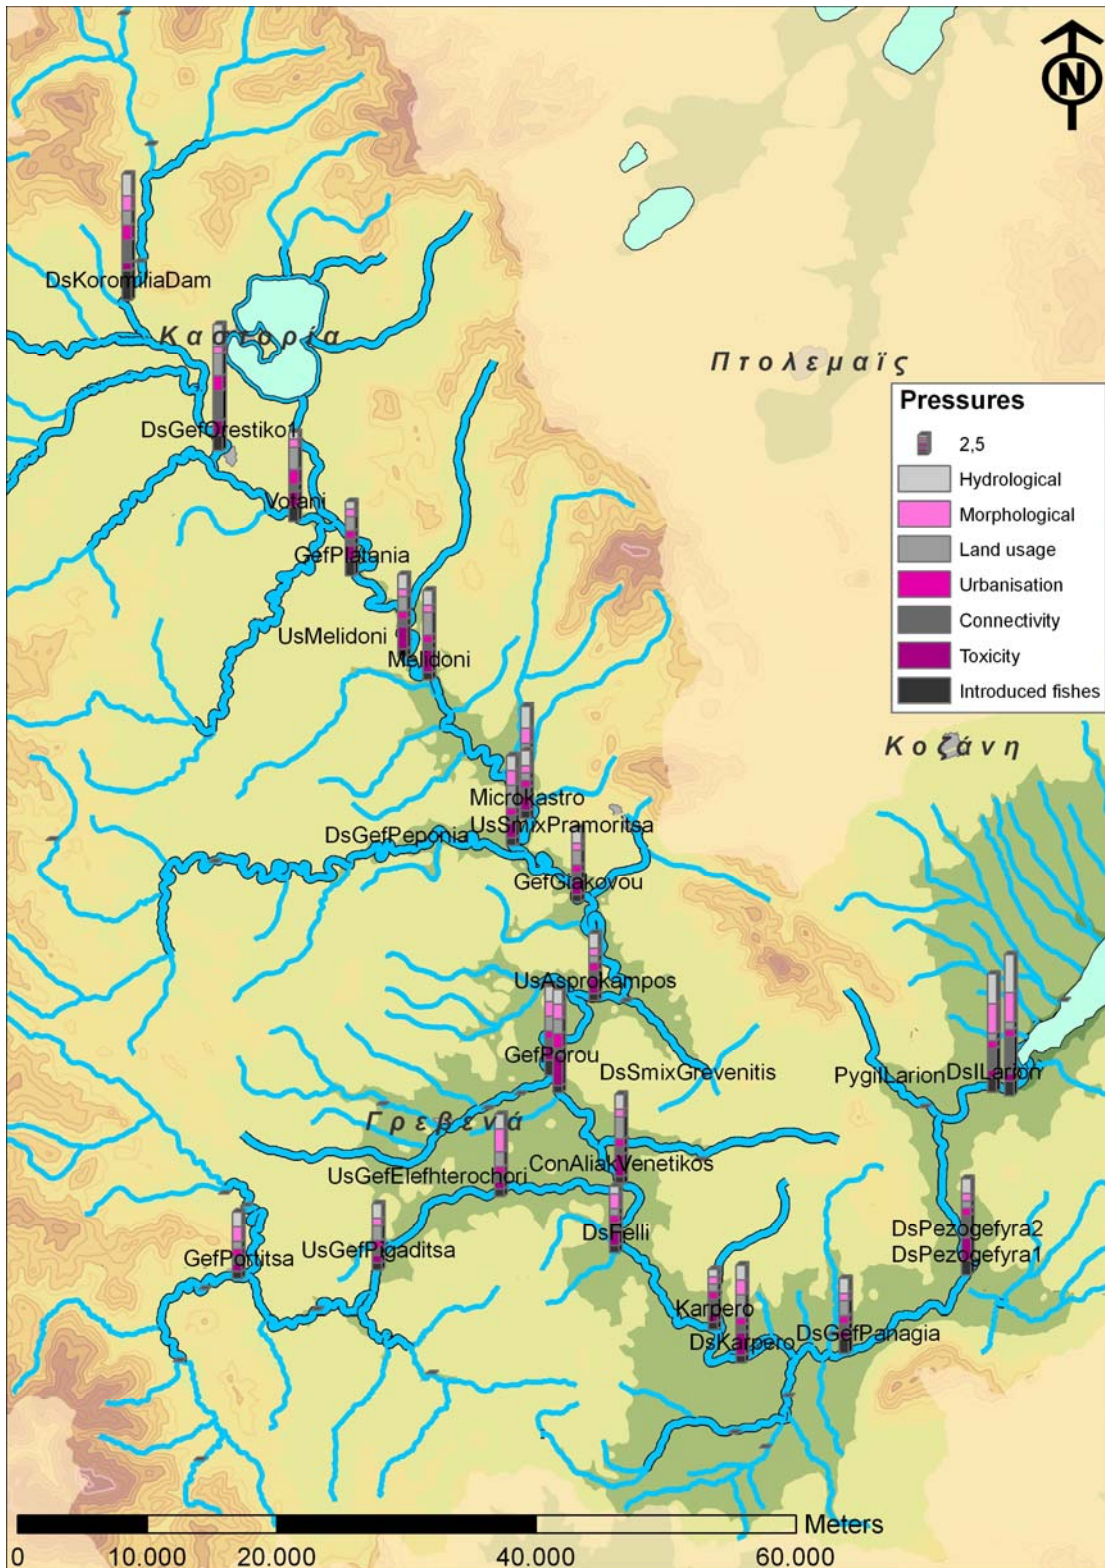 N
DsKoromiliaDam
Καστορία
Πτολεμαϊς
DsGefOrestiko1
Pressures
2,5
Hydrological
Morphological
Land usage
Urbanisation
Connectivity
Toxicity
Introduced fishes
Votani
GefPlatania
UsMelidoni
Melidoni
Κοζάνη
Microkastro
UsSmixPramoritsa
DsGefPeponia
GefGiakovou
UsAsprokampos
GefPorou
DsSmixGrevenitis
PygiILarion
DsILarion
Γρεβενά
ConAliakVenetikos
UsGefElefhterochori
DsFelli
UsGefPigaditsa
GefPortitsa
DsPezogefyra2
DsPezogefyra1
Karpero
DsKarpero
DsGefPanagia
Meters
0 10.000 20.000 40.000 60.000